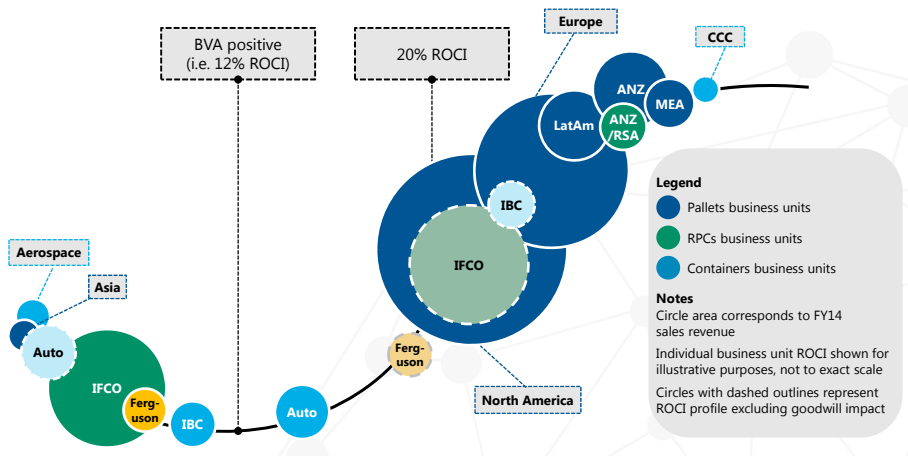 BVA positive
(i.e. 12% ROCI)
20% ROCI
Europe
CCC
ANZ
MEA
LatAm
ANZ
/RSA
IBC
IFCO
Aerospace
Asia
Auto
IFCO
Ferg-
uson
IBC
Auto
Ferg-
uson
North America
Legend
Pallets business units
RPCs business units
Containers business units
Notes
Circle area corresponds to FY14
sales revenue
Individual business unit ROCI shown for
illustrative purposes, not to exact scale
Circles with dashed outlines represent
ROCI profile excluding goodwill impact